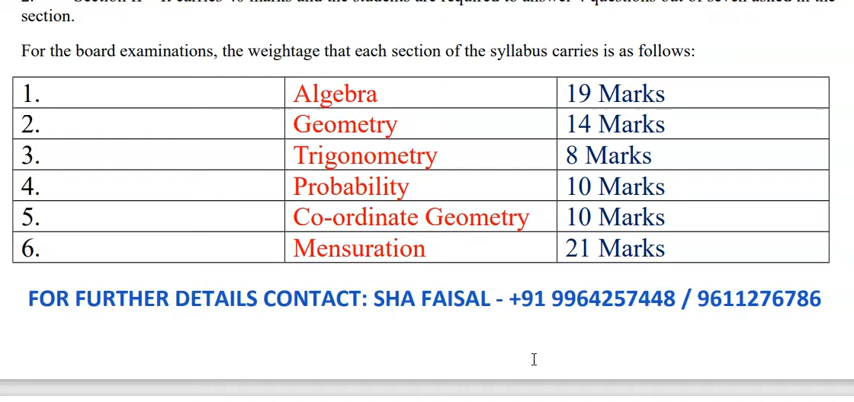 section.
For the board examinations, the weightage that each section of the syllabus carries is as follows:
1. Algebra 19 Marks
2. Geometry 14 Marks
3. Trigonometry 8 Marks
4. Probability 10 Marks
5. Co-ordinate Geometry 10 Marks
6. Mensuration 21 Marks
FOR FURTHER DETAILS CONTACT: SHA FAISAL - +91 9964257448 / 9611276786